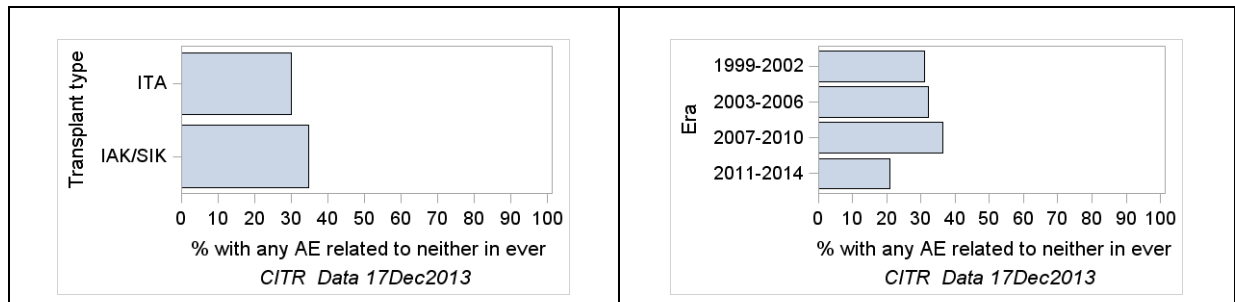 Transplant type
ITA
IAK/SIK
0 10 20 30 40 50 60 70 80 90 100
% with any AE related to neither in ever
CITR Data 17Dec2013
Era
1999-2002
2003-2006
2007-2010
2011-2014
0 10 20 30 40 50 60 70 80 90 100
% with any AE related to neither in ever
CITR Data 17Dec2013